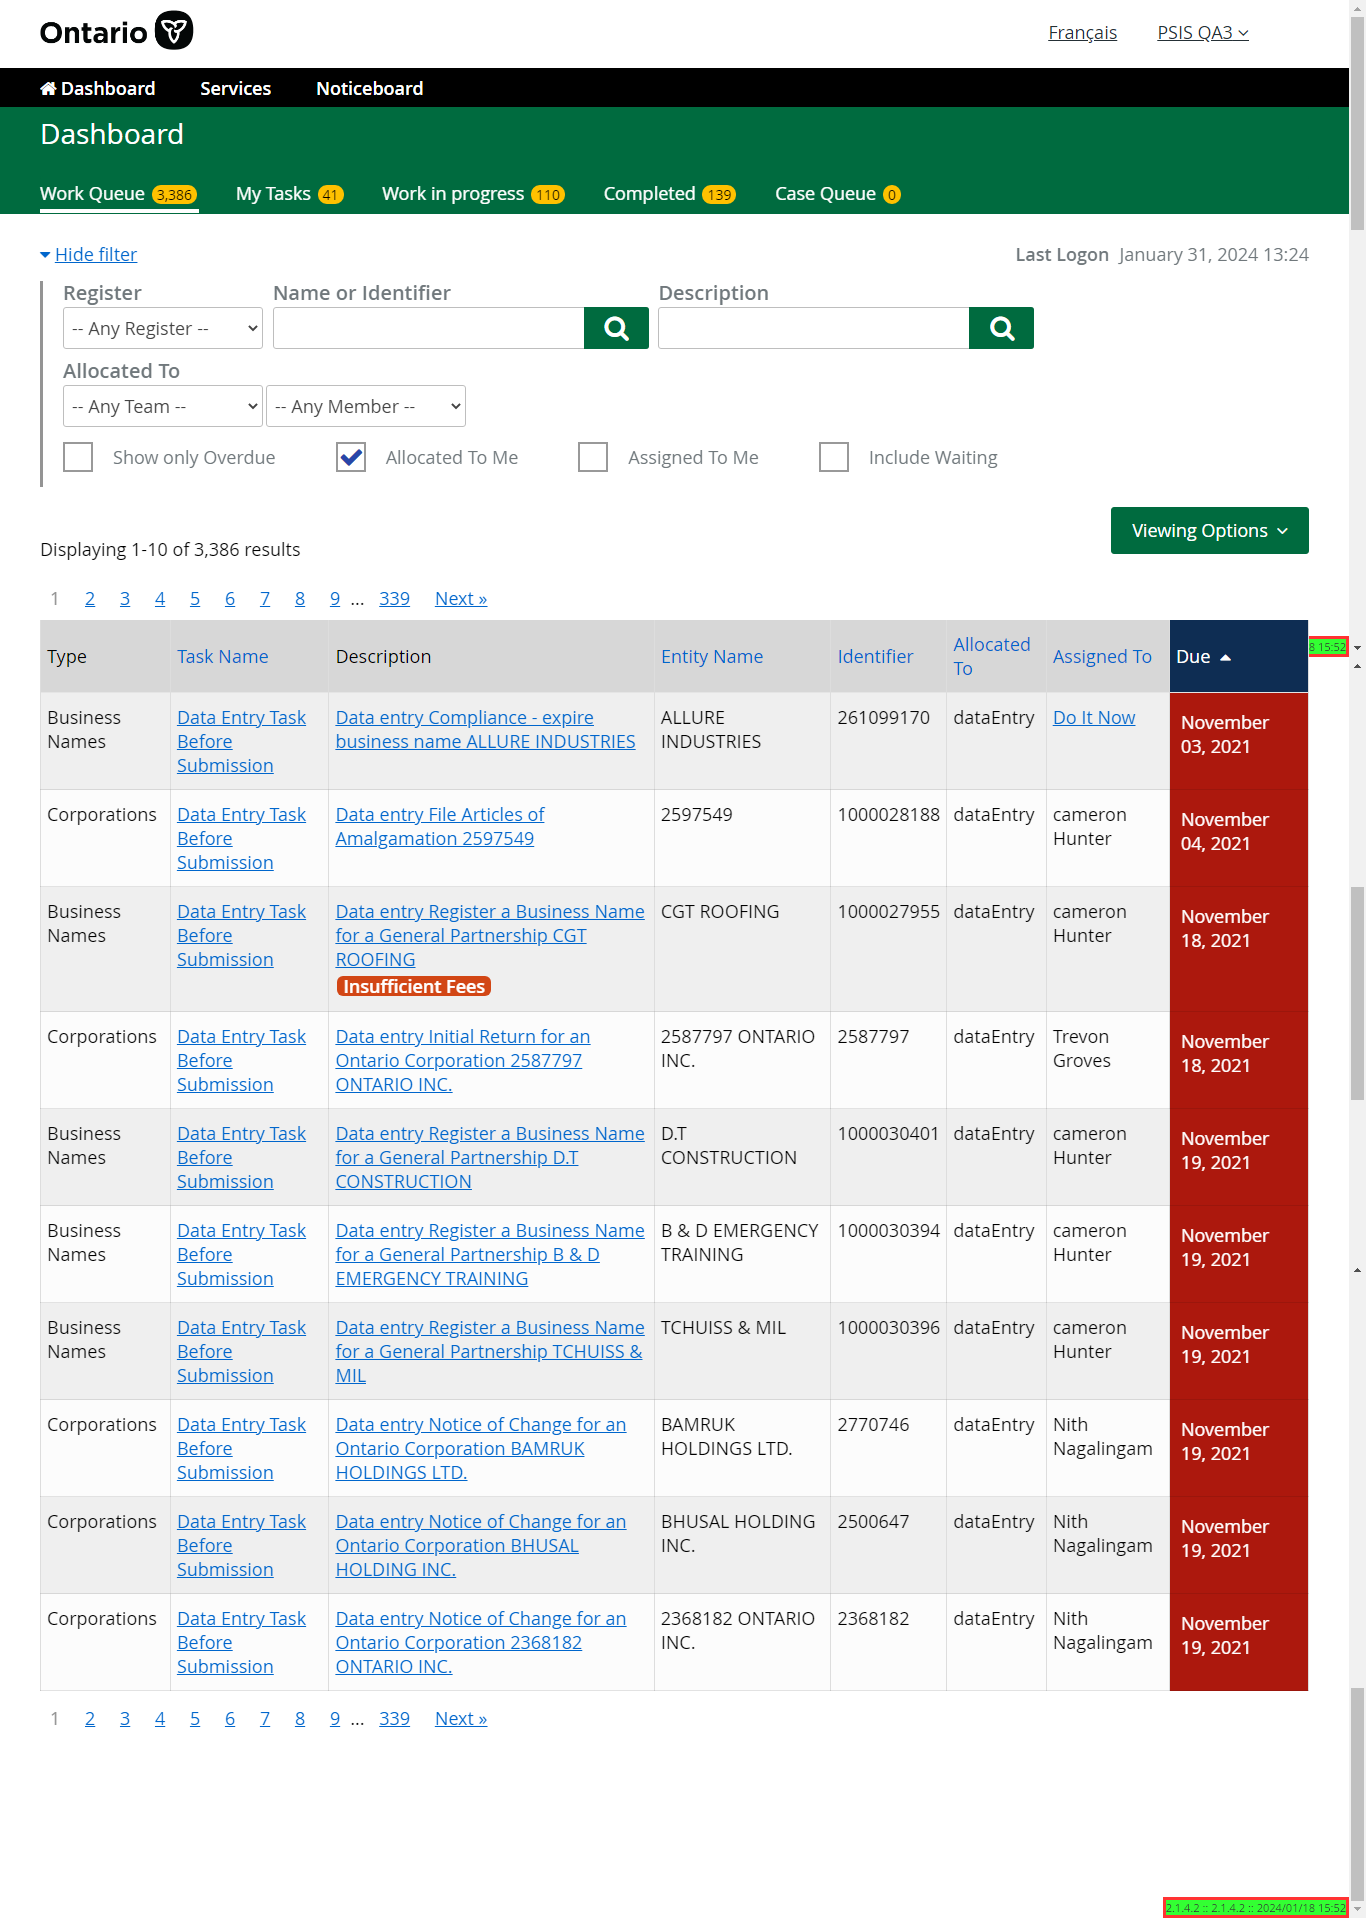 Ontario
Français PSIS QA3
Dashboard Services Noticeboard
Dashboard
Work Queue 3,386 My Tasks 41 Work in progress 110 Completed 139 Case Queue 0
Hide filter Last Logon January 31, 2024 13:24
Register Name or Identifier Description
-- Any Register --
Allocated To
-- Any Team -- -- Any Member --
Show only Overdue Allocated To Me Assigned To Me Include Waiting
Viewing Options
Displaying 1-10 of 3,386 results
1 2 3 4 5 6 7 8 9 ... 339 Next »
Type Task Name Description Entity Name Identifier Allocated To Assigned To Due
8 15:52
Business Names Data Entry Task Before Submission Data entry Compliance - expire business name ALLURE INDUSTRIES ALLURE INDUSTRIES 261099170 dataEntry Do It Now November 03, 2021
Corporations Data Entry Task Before Submission Data entry File Articles of Amalgamation 2597549 2597549 1000028188 dataEntry cameron Hunter November 04, 2021
Business Names Data Entry Task Before Submission Data entry Register a Business Name for a General Partnership CGT ROOFING Insufficient Fees CGT ROOFING 1000027955 dataEntry cameron Hunter November 18, 2021
Corporations Data Entry Task Before Submission Data entry Initial Return for an Ontario Corporation 2587797 ONTARIO INC. 2587797 ONTARIO INC. 2587797 dataEntry Trevon Groves November 18, 2021
Business Names Data Entry Task Before Submission Data entry Register a Business Name for a General Partnership D.T CONSTRUCTION D.T CONSTRUCTION 1000030401 dataEntry cameron Hunter November 19, 2021
Business Names Data Entry Task Before Submission Data entry Register a Business Name for a General Partnership B & D EMERGENCY TRAINING B & D EMERGENCY TRAINING 1000030394 dataEntry cameron Hunter November 19, 2021
Business Names Data Entry Task Before Submission Data entry Register a Business Name for a General Partnership TCHUISS & MIL TCHUISS & MIL 1000030396 dataEntry cameron Hunter November 19, 2021
Corporations Data Entry Task Before Submission Data entry Notice of Change for an Ontario Corporation BAMRUK HOLDINGS LTD. BAMRUK HOLDINGS LTD. 2770746 dataEntry Nith Nagalingam November 19, 2021
Corporations Data Entry Task Before Submission Data entry Notice of Change for an Ontario Corporation BHUSAL HOLDING INC. BHUSAL HOLDING INC. 2500647 dataEntry Nith Nagalingam November 19, 2021
Corporations Data Entry Task Before Submission Data entry Notice of Change for an Ontario Corporation 2368182 ONTARIO INC. 2368182 ONTARIO INC. 2368182 dataEntry Nith Nagalingam November 19, 2021
1 2 3 4 5 6 7 8 9 ... 339 Next »
2.1.4.2 :: 2.1.4.2 :: 2024/01/18 15:52